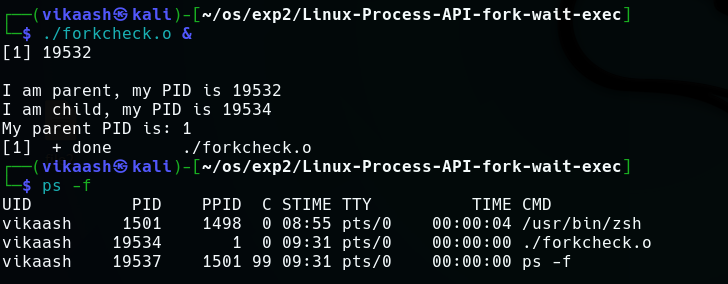 ┌──(vikaash㉿kali)-[~/os/exp2/Linux-Process-API-fork-wait-exec]
└─$ ./forkcheck.o &
[1] 19532
I am parent, my PID is 19532
I am child, my PID is 19534
My parent PID is: 1
[1]  + done       ./forkcheck.o
┌──(vikaash㉿kali)-[~/os/exp2/Linux-Process-API-fork-wait-exec]
└─$ ps -f
UID          PID    PPID  C STIME TTY          TIME CMD
vikaash     1501    1498  0 08:55 pts/0    00:00:04 /usr/bin/zsh
vikaash    19534       1  0 09:31 pts/0    00:00:00 ./forkcheck.o
vikaash    19537    1501 99 09:31 pts/0    00:00:00 ps -f